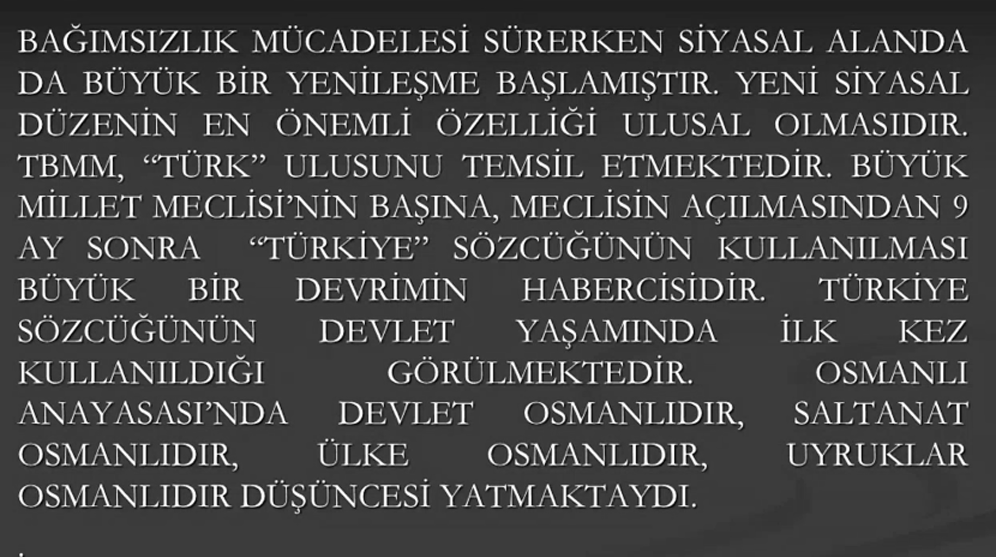 BAĞIMSIZLIK MÜCADELESİ SÜRERKEN SİYASAL ALANDA
DA BÜYÜK BİR YENİLEŞME BAŞLAMIŞTIR. YENİ SİYASAL
DÜZENİN EN ÖNEMLİ ÖZELLİĞİ ULUSAL OLMASIDIR.
TBMM, “TÜRK” ULUSUNU TEMSİL ETMEKTEDİR. BÜYÜK
MİLLET MECLİSİ’NİN BAŞINA, MECLİSİN AÇILMASINDAN 9
AY SONRA “TÜRKİYE” SÖZCÜĞÜNÜN KULLANILMASI
BÜYÜK BİR DEVRİMİN HABERCİSİDİR. TÜRKİYE
SÖZCÜĞÜNÜN DEVLET YAŞAMINDA İLK KEZ
KULLANILDIĞI GÖRÜLMEKTEDİR. OSMANLI
ANAYASASI’NDA DEVLET OSMANLIDIR, SALTANAT
OSMANLIDIR, ÜLKE OSMANLIDIR, UYRUKLAR
OSMANLIDIR DÜŞÜNCESİ YATMAKTAYDI.